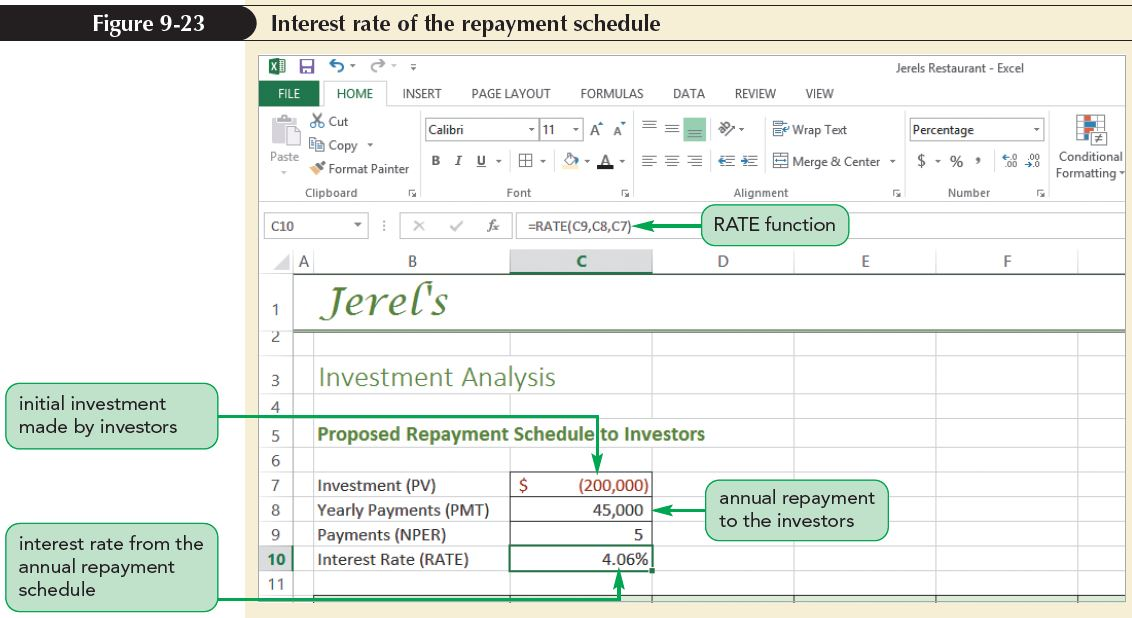 Figure 9-23 Interest rate of the repayment schedule
Jerels Restaurant - Excel
FILE HOME INSERT PAGE LAYOUT FORMULAS DATA REVIEW VIEW
Paste
Cut
Copy
Format Painter
Clipboard
Calibri 11 A A
B I U A
Font
Wrap Text
Merge & Center
Alignment
Percentage
$ % , .0 .00 .00 .0
Number
Conditional
Formatting
C10 fx =RATE(C9,C8,C7)
RATE function
A B C D E F
1 Jerel's
2
3 Investment Analysis
4
5 Proposed Repayment Schedule to Investors
6
7 Investment (PV) $ (200,000)
8 Yearly Payments (PMT) 45,000
9 Payments (NPER) 5
10 Interest Rate (RATE) 4.06%
11
initial investment
made by investors
annual repayment
to the investors
interest rate from the
annual repayment
schedule